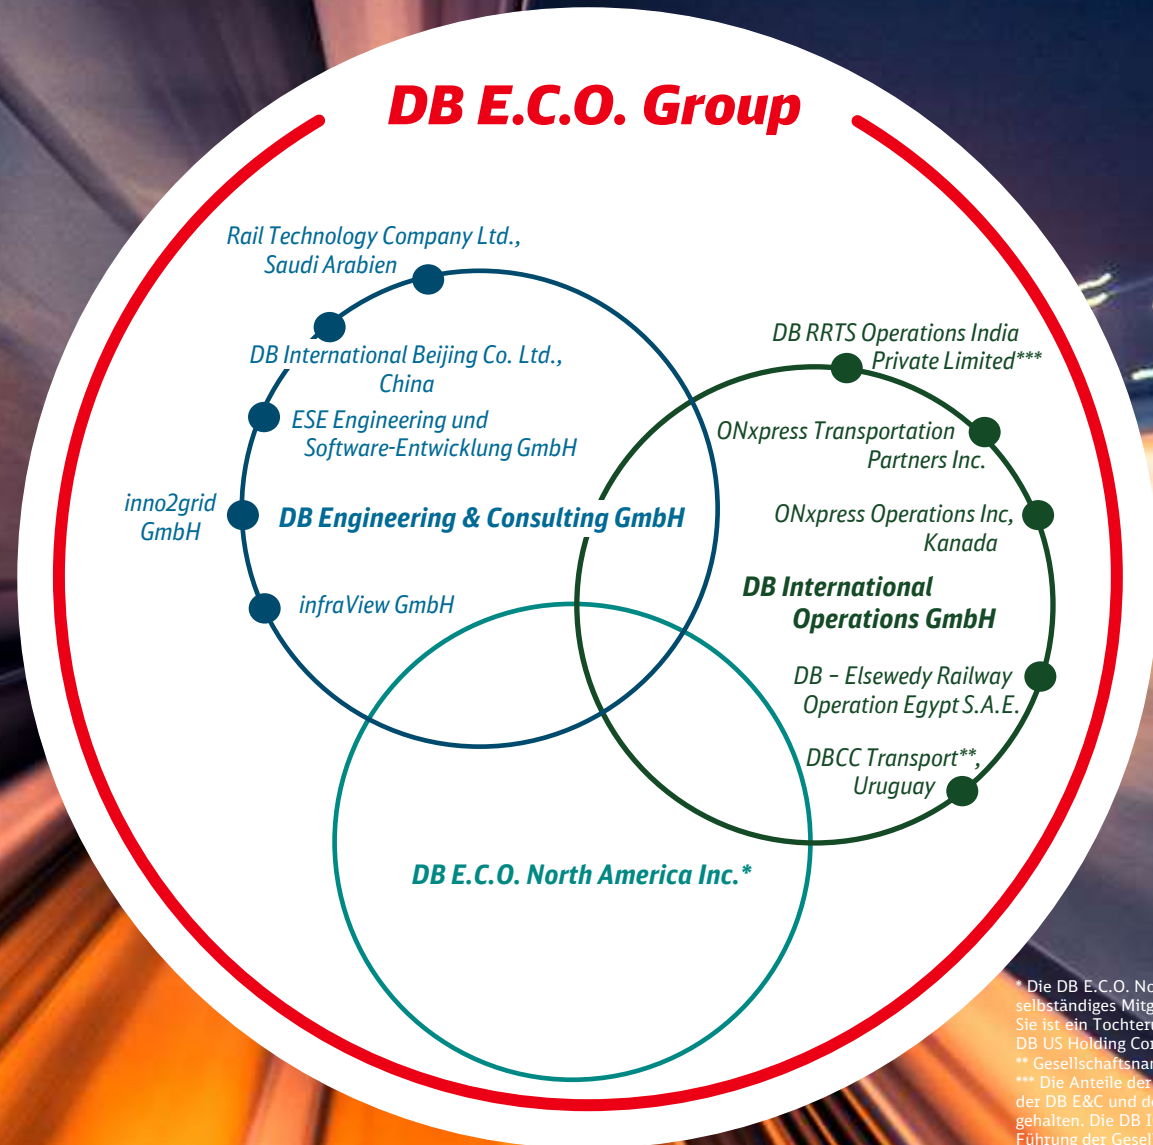 DB E.C.O. Group
Rail Technology Company Ltd.,
Saudi Arabien
DB International Beijing Co. Ltd.,
China
ESE Engineering und
Software-Entwicklung GmbH
inno2grid
GmbH
DB Engineering & Consulting GmbH
infraView GmbH
DB RRTS Operations India
Private Limited***
ONxpress Transportation
Partners Inc.
ONxpress Operations Inc,
Kanada
DB International
Operations GmbH
DB – Elsewedy Railway
Operation Egypt S.A.E.
DBCC Transport**,
Uruguay
DB E.C.O. North America Inc.*
* Die DB E.C.O.
selbständiges
Sie ist ein
DB US Holding
**
*** Die Anteile der
der DB E&C und
gehalten. Die DB
Führung der